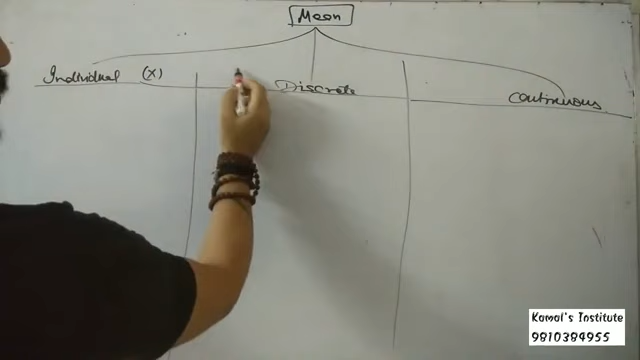 Mean
Individual (X)
Discrete
Continuous
Kamal's Institute
9810384955